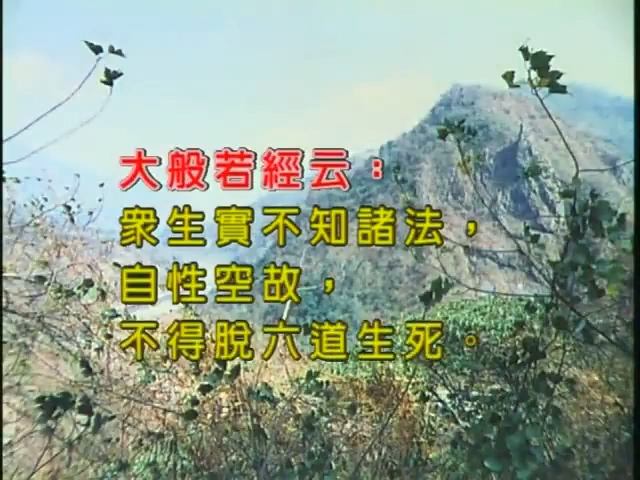 大般若經云：
眾生實不知諸法，
自性空故，
不得脫六道生死。